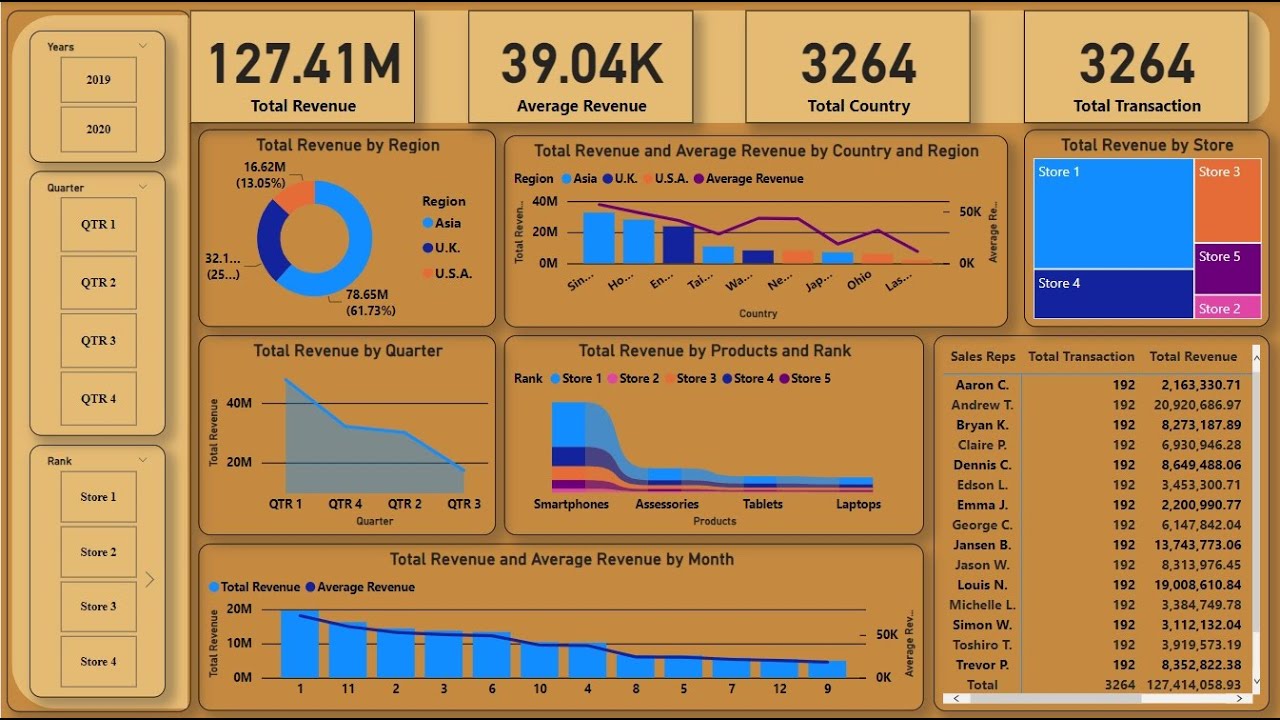 Years
2019
2020
Quarter
QTR 1
QTR 2
QTR 3
QTR 4
Rank
Store 1
Store 2
Store 3
Store 4
127.41M
Total Revenue
39.04K
Average Revenue
3264
Total Country
3264
Total Transaction
Total Revenue by Region
16.62M
(13.05%)
32.1...
(25...)
78.65M
(61.73%)
Region
Asia
U.K.
U.S.A.
Total Revenue and Average Revenue by Country and Region
Region Asia U.K. U.S.A. Average Revenue
Total Reven...
40M
20M
0M
50K
0K
Average Re...
Sin... Ho... En... Tai... Wa... Ne... Jap... Ohio Las...
Country
Total Revenue by Store
Store 1
Store 3
Store 5
Store 4
Store 2
Total Revenue by Quarter
Total Revenue
40M
20M
QTR 1 QTR 4 QTR 2 QTR 3
Quarter
Total Revenue by Products and Rank
Rank Store 1 Store 2 Store 3 Store 4 Store 5
Smartphones Assessories Tablets Laptops
Products
Sales Reps Total Transaction Total Revenue
Aaron C. 192 2,163,330.71
Andrew T. 192 20,920,686.97
Bryan K. 192 8,273,187.89
Claire P. 192 6,930,946.28
Dennis C. 192 8,649,488.06
Edson L. 192 3,453,300.71
Emma J. 192 2,200,990.77
George C. 192 6,147,842.04
Jansen B. 192 13,743,773.06
Jason W. 192 8,313,976.45
Louis N. 192 19,008,610.84
Michelle L. 192 3,384,749.78
Simon W. 192 3,112,132.04
Toshiro T. 192 3,919,573.19
Trevor P. 192 8,352,822.38
Total 3264 127,414,058.93
Total Revenue and Average Revenue by Month
Total Revenue Average Revenue
Total Revenue
20M
10M
0M
50K
0K
Average Rev...
1 11 2 3 6 10 4 8 5 7 12 9